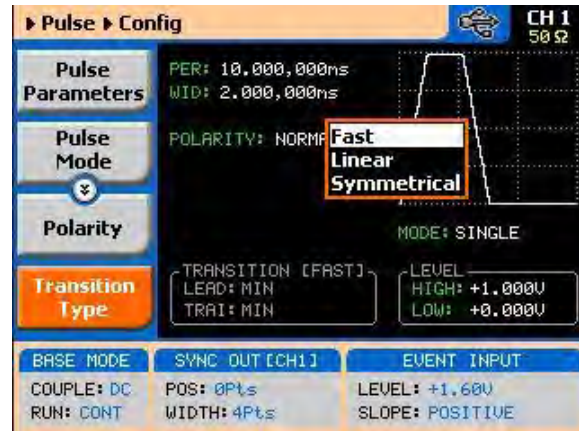 ▸ Pulse ▸ Config
CH 1
50 Ω
Pulse Parameters
PER: 10.000,000ms
WID: 2.000,000ms
Pulse Mode
POLARITY: NORMA
Fast
Linear
Symmetrical
Polarity
MODE: SINGLE
Transition Type
TRANSITION [FAST]
LEAD: MIN
TRAI: MIN
LEVEL
HIGH: +1.000V
LOW: +0.000V
BASE MODE
COUPLE: DC
RUN: CONT
SYNC OUT [CH1]
POS: 0Pts
WIDTH: 4Pts
EVENT INPUT
LEVEL: +1.60V
SLOPE: POSITIVE